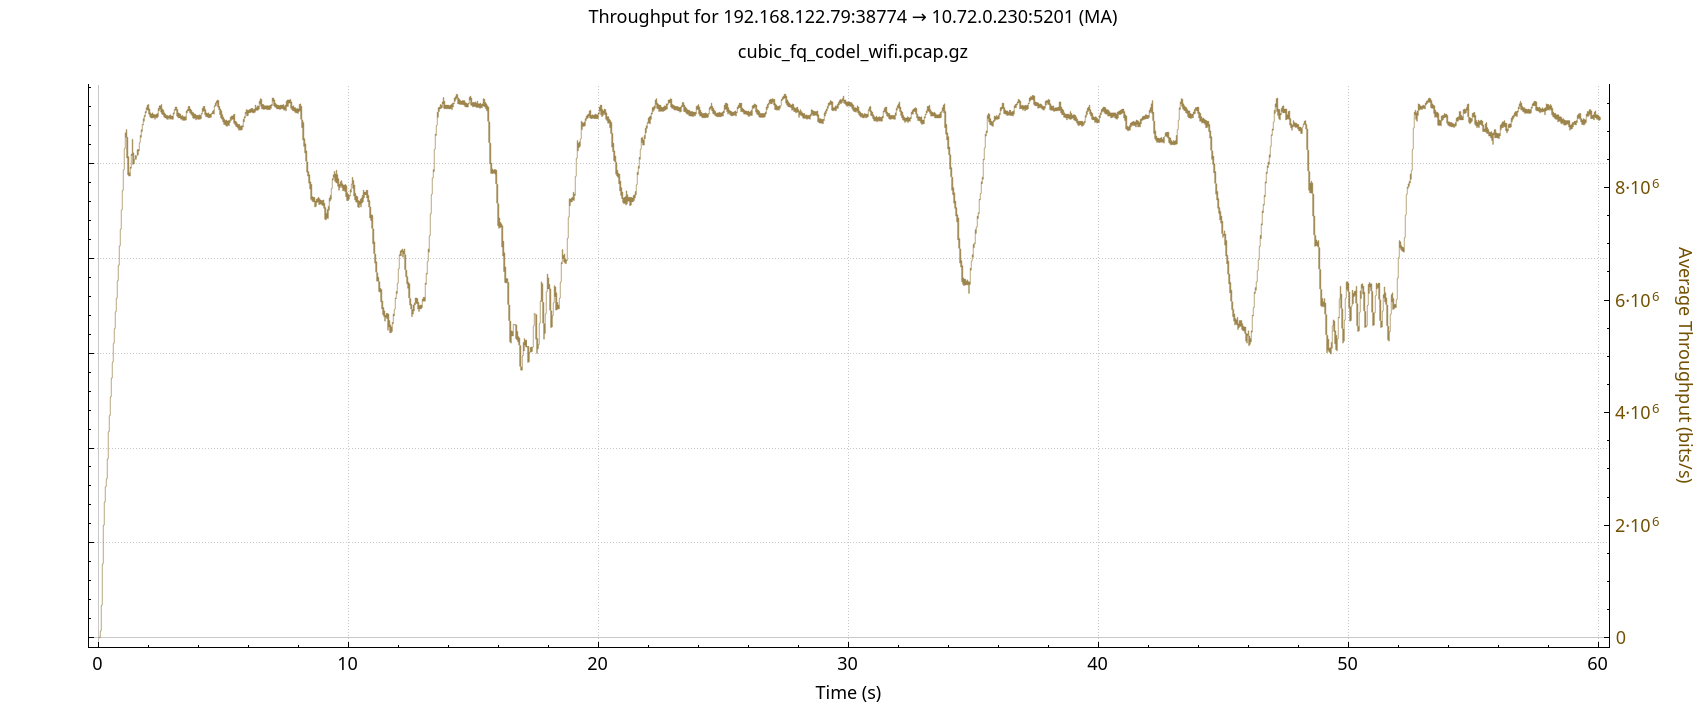 Throughput for 192.168.122.79:38774 → 10.72.0.230:5201 (MA)
cubic_fq_codel_wifi.pcap.gz
8·10⁶
6·10⁶
4·10⁶
2·10⁶
0
Average Throughput (bits/s)
0 10 20 30 40 50 60
Time (s)